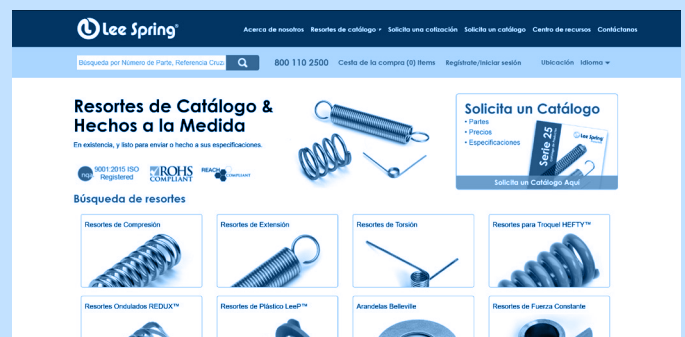 Lee Spring®
Acerca de nosotros Resortes de catálogo Solicita una cotización Solicita un catálogo Centro de recursos Contáctanos
Búsqueda por Número de Parte, Referencia Cruz
800 110 2500 Cesta de la compra (0) Items Regístrate/Iniciar sesión Ubicación Idioma
Resortes de Catálogo &
Hechos a la Medida
En existencia, y listo para enviar o hecho a sus especificaciones.
nqa 9001:2015 ISO
Registered
ROHS
COMPLIANT
REACH
COMPLIANT
Solicita un Catálogo
• Partes
• Precios
• Especificaciones
Serie 25
Lee Spring
Solicita un Catálogo Aquí
Búsqueda de resortes
Resortes de Compresión
Resortes de Extensión
Resortes de Torsión
Resortes para Troquel HEFTY™
Resortes Ondulados REDUX™
Resortes de Plástico LeeP™
Arandelas Belleville
Resortes de Fuerza Constante